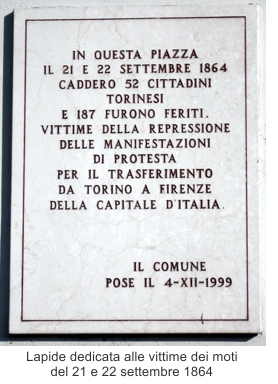 IN QUESTA PIAZZA
IL 21 E 22 SETTEMBRE 1864
CADDERO 52 CITTADINI
TORINESI
E 187 FURONO FERITI.
VITTIME DELLA REPRESSIONE
DELLE MANIFESTAZIONI
DI PROTESTA
PER IL TRASFERIMENTO
DA TORINO A FIRENZE
DELLA CAPITALE D'ITALIA.
IL COMUNE
POSE IL 4-XII-1999
Lapide dedicata alle vittime dei moti
del 21 e 22 settembre 1864